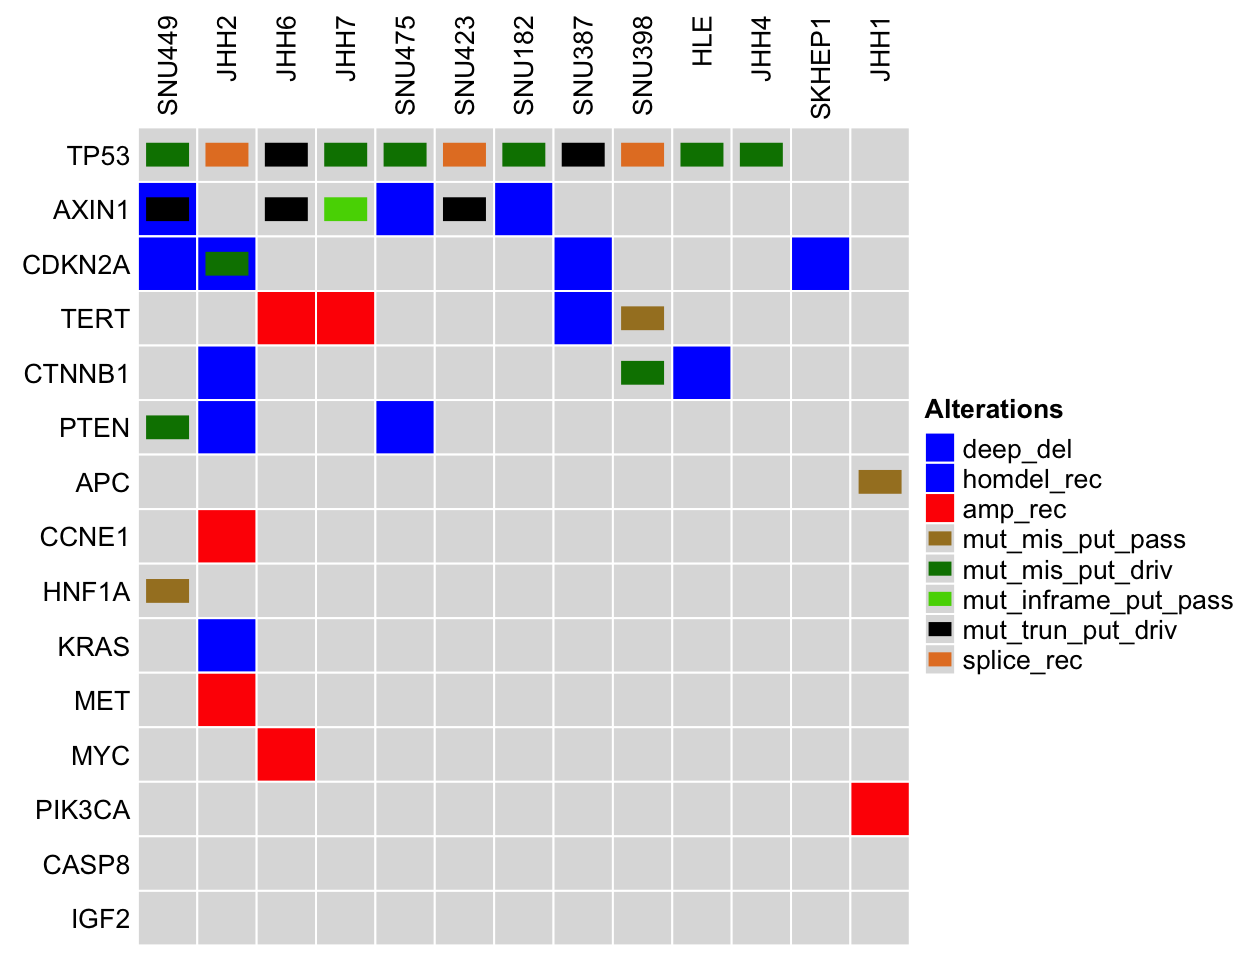 SNU449
JHH2
JHH6
JHH7
SNU475
SNU423
SNU182
SNU387
SNU398
HLE
JHH4
SKHEP1
JHH1
TP53
AXIN1
CDKN2A
TERT
CTNNB1
PTEN
APC
CCNE1
HNF1A
KRAS
MET
MYC
PIK3CA
CASP8
IGF2
Alterations
deep_del
homdel_rec
amp_rec
mut_mis_put_pass
mut_mis_put_driv
mut_inframe_put_pass
mut_trun_put_driv
splice_rec